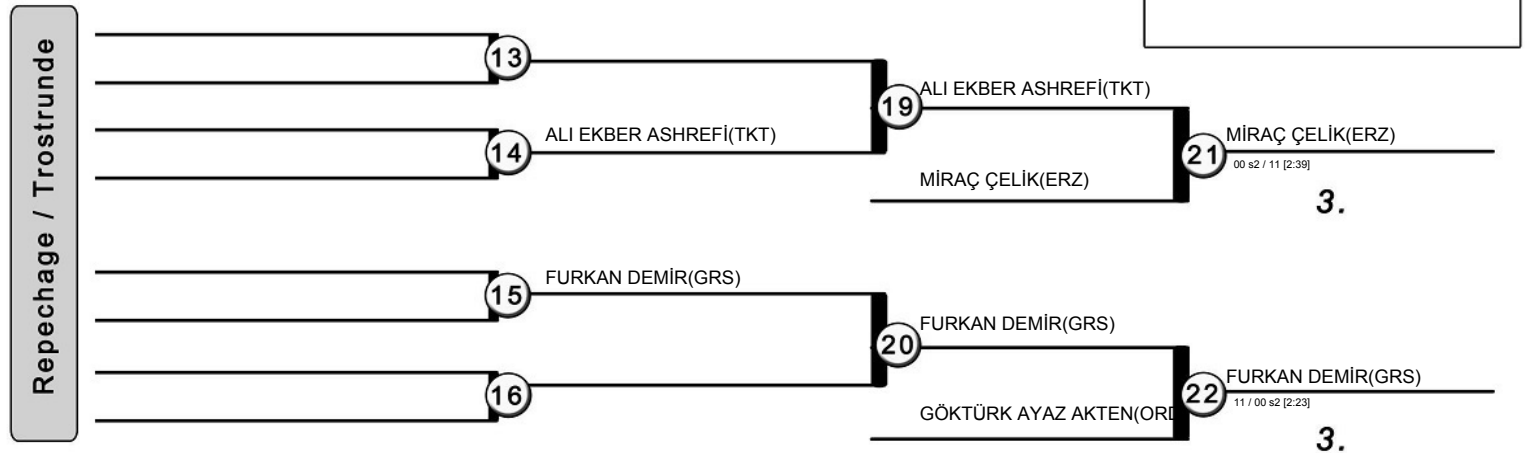 Repechage / Trostrunde
13
ALI EKBER ASHREFİ(TKT)
19
14
ALI EKBER ASHREFİ(TKT)
MİRAÇ ÇELİK(ERZ)
21
00 s2 / 11 [2:39]
MİRAÇ ÇELİK(ERZ)
3.
15
FURKAN DEMİR(GRS)
FURKAN DEMİR(GRS)
20
16
FURKAN DEMİR(GRS)
22
11 / 00 s2 [2:23]
GÖKTÜRK AYAZ AKTEN(ORD
3.